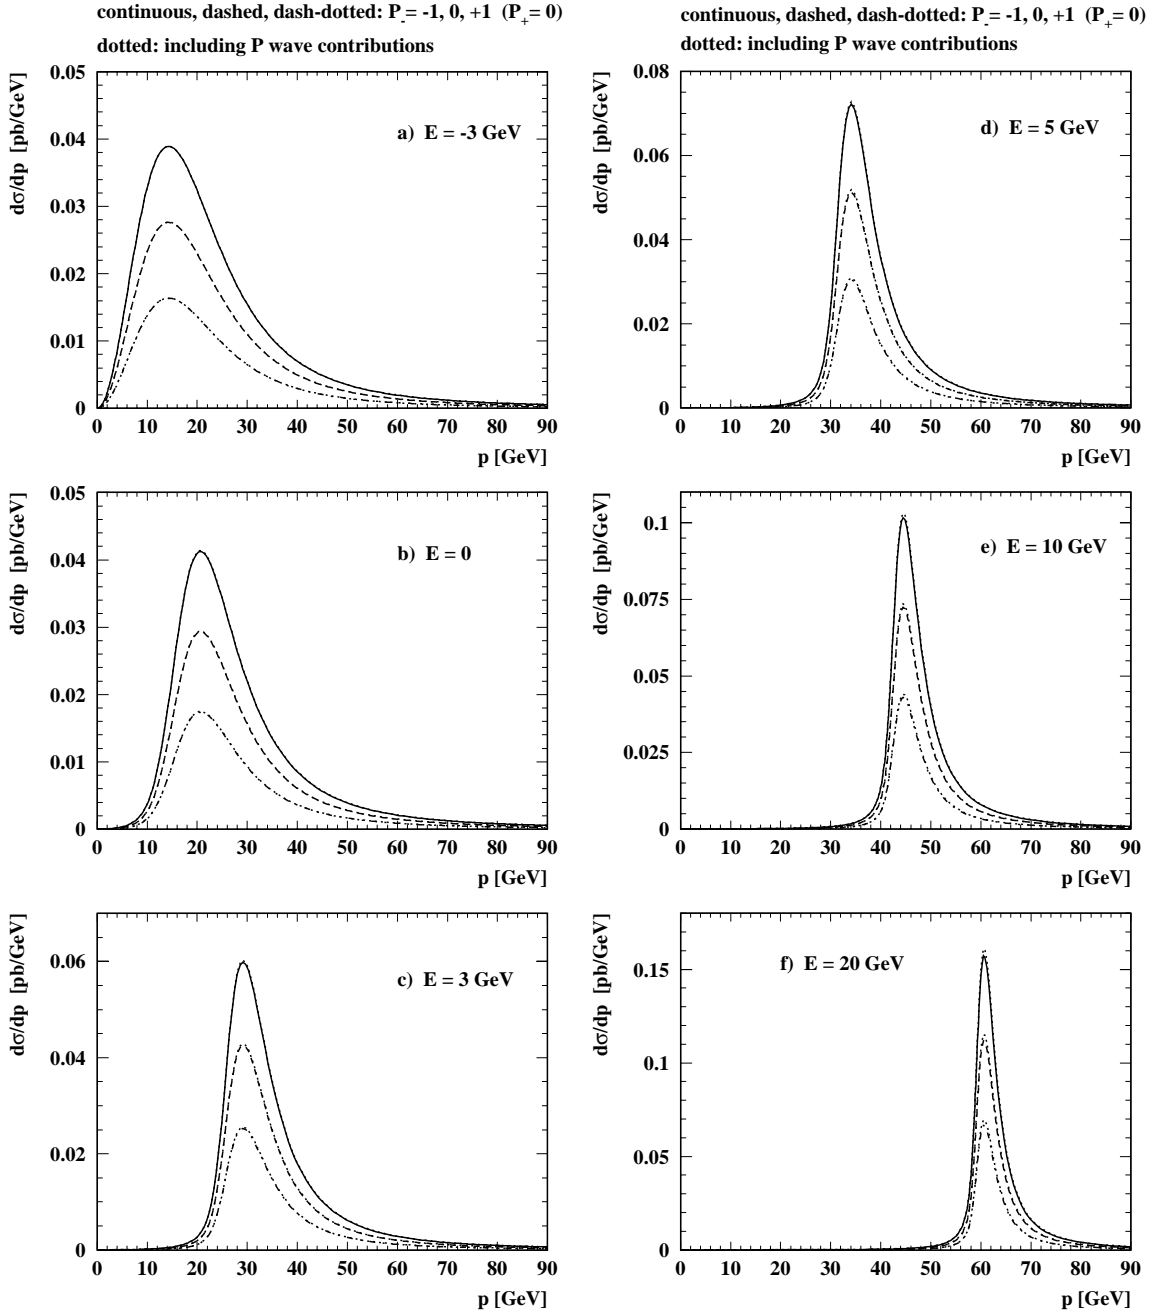 continuous, dashed, dash-dotted: P_-= -1, 0, +1 (P_+= 0)
dotted: including P wave contributions
dσ/dp [pb/GeV]
a) E = -3 GeV
0.05
0.04
0.03
0.02
0.01
0
0 10 20 30 40 50 60 70 80 90
p [GeV]
dσ/dp [pb/GeV]
b) E = 0
0.05
0.04
0.03
0.02
0.01
0
0 10 20 30 40 50 60 70 80 90
p [GeV]
dσ/dp [pb/GeV]
c) E = 3 GeV
0.06
0.04
0.02
0
0 10 20 30 40 50 60 70 80 90
p [GeV]
continuous, dashed, dash-dotted: P_-= -1, 0, +1 (P_+= 0)
dotted: including P wave contributions
dσ/dp [pb/GeV]
d) E = 5 GeV
0.08
0.06
0.04
0.02
0
0 10 20 30 40 50 60 70 80 90
p [GeV]
dσ/dp [pb/GeV]
e) E = 10 GeV
0.1
0.075
0.05
0.025
0
0 10 20 30 40 50 60 70 80 90
p [GeV]
dσ/dp [pb/GeV]
f) E = 20 GeV
0.15
0.1
0.05
0
0 10 20 30 40 50 60 70 80 90
p [GeV]